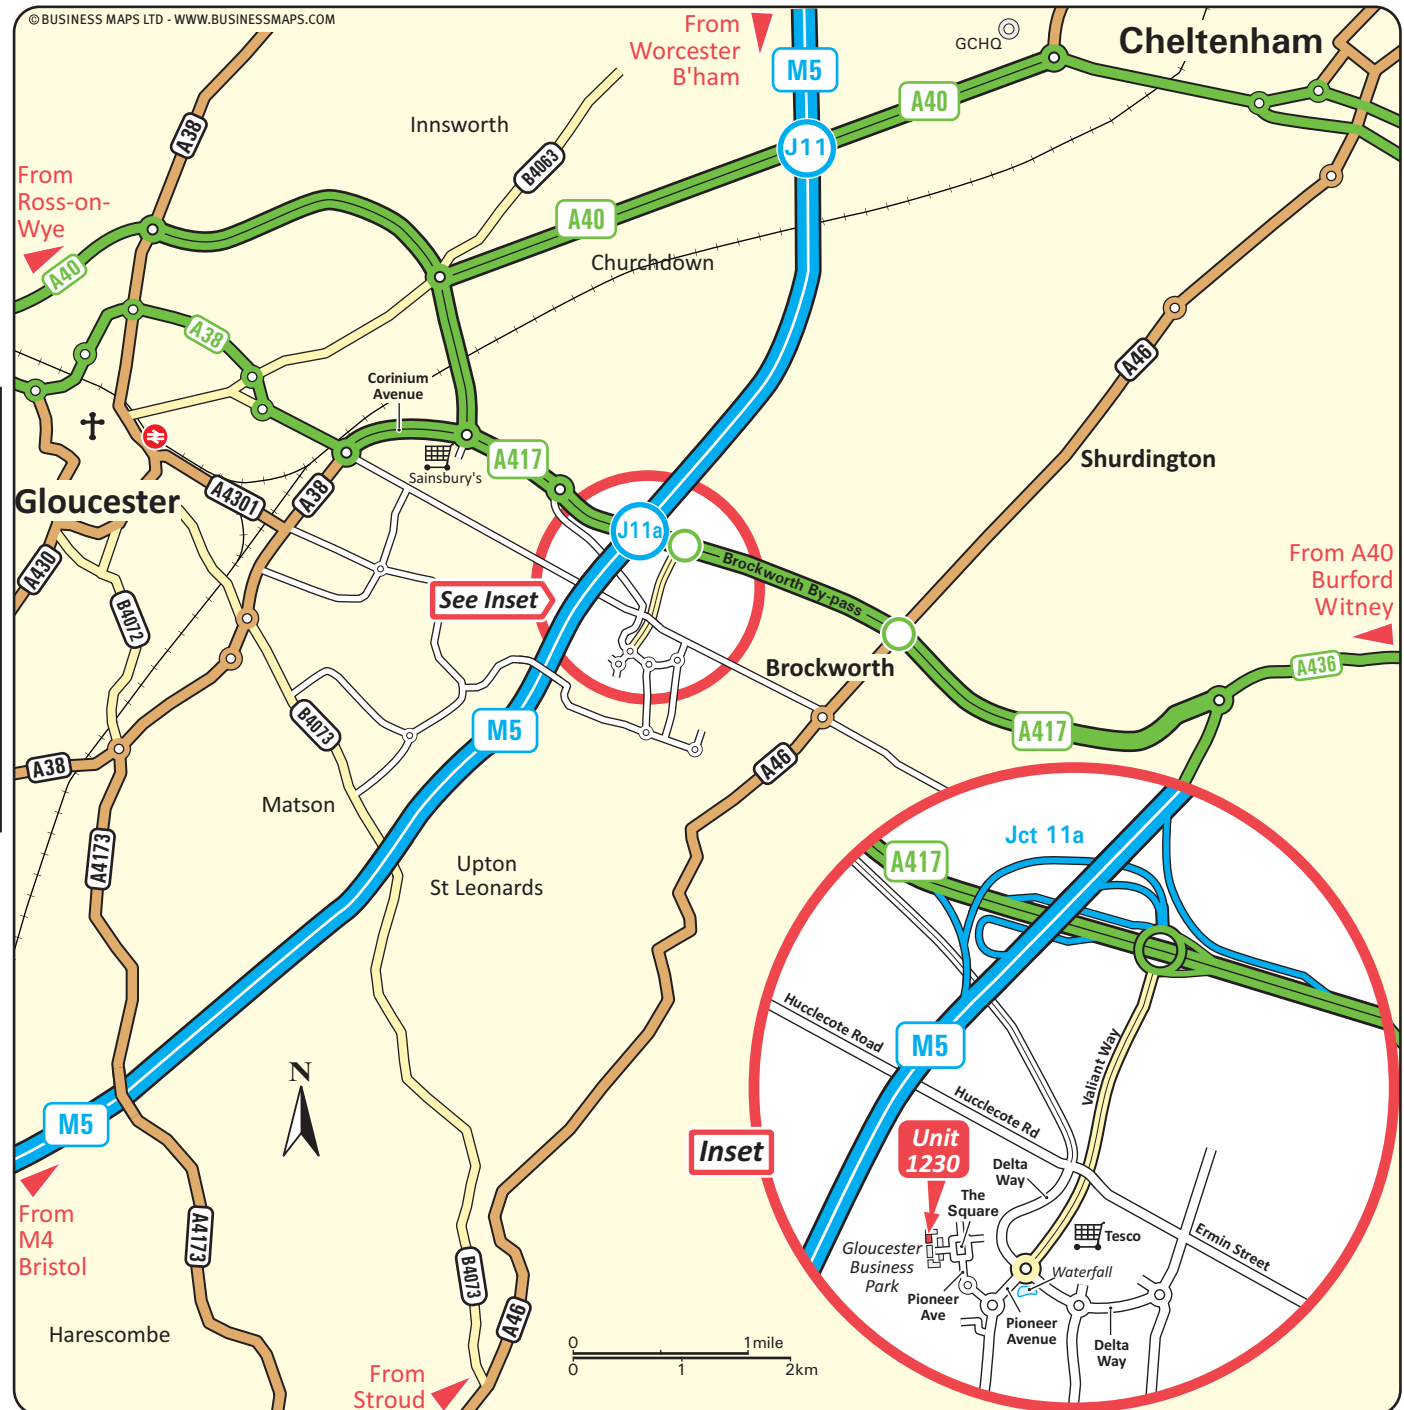 © BUSINESS MAPS LTD - WWW.BUSINESSMAPS.COM
From
Worcester
B'ham
M5
GCHQ
Cheltenham
A40
J11
A38
Innsworth
B4063
From
Ross-on-
Wye
A40
A40
Churchdown
A38
A46
Corinium
Avenue
A417
Sainsbury's
Shurdington
Gloucester
A4301
A38
J11a
Brockworth By-pass
From A40
Burford
Witney
A430
See Inset
B4072
Brockworth
A436
B4073
M5
A417
A38
A46
Matson
A4173
Upton
St Leonards
Jct 11a
A417
Hucclecote Road
M5
Valiant Way
Hucclecote Rd
N
M5
Inset
Unit
1230
Delta
Way
The
Square
Tesco
Ermin Street
Gloucester
Business
Park
Waterfall
Pioneer
Ave
Pioneer
Avenue
Delta
Way
From
M4
Bristol
A4173
B4073
A46
Harescombe
0
1mile
0
1
2km
From
Stroud